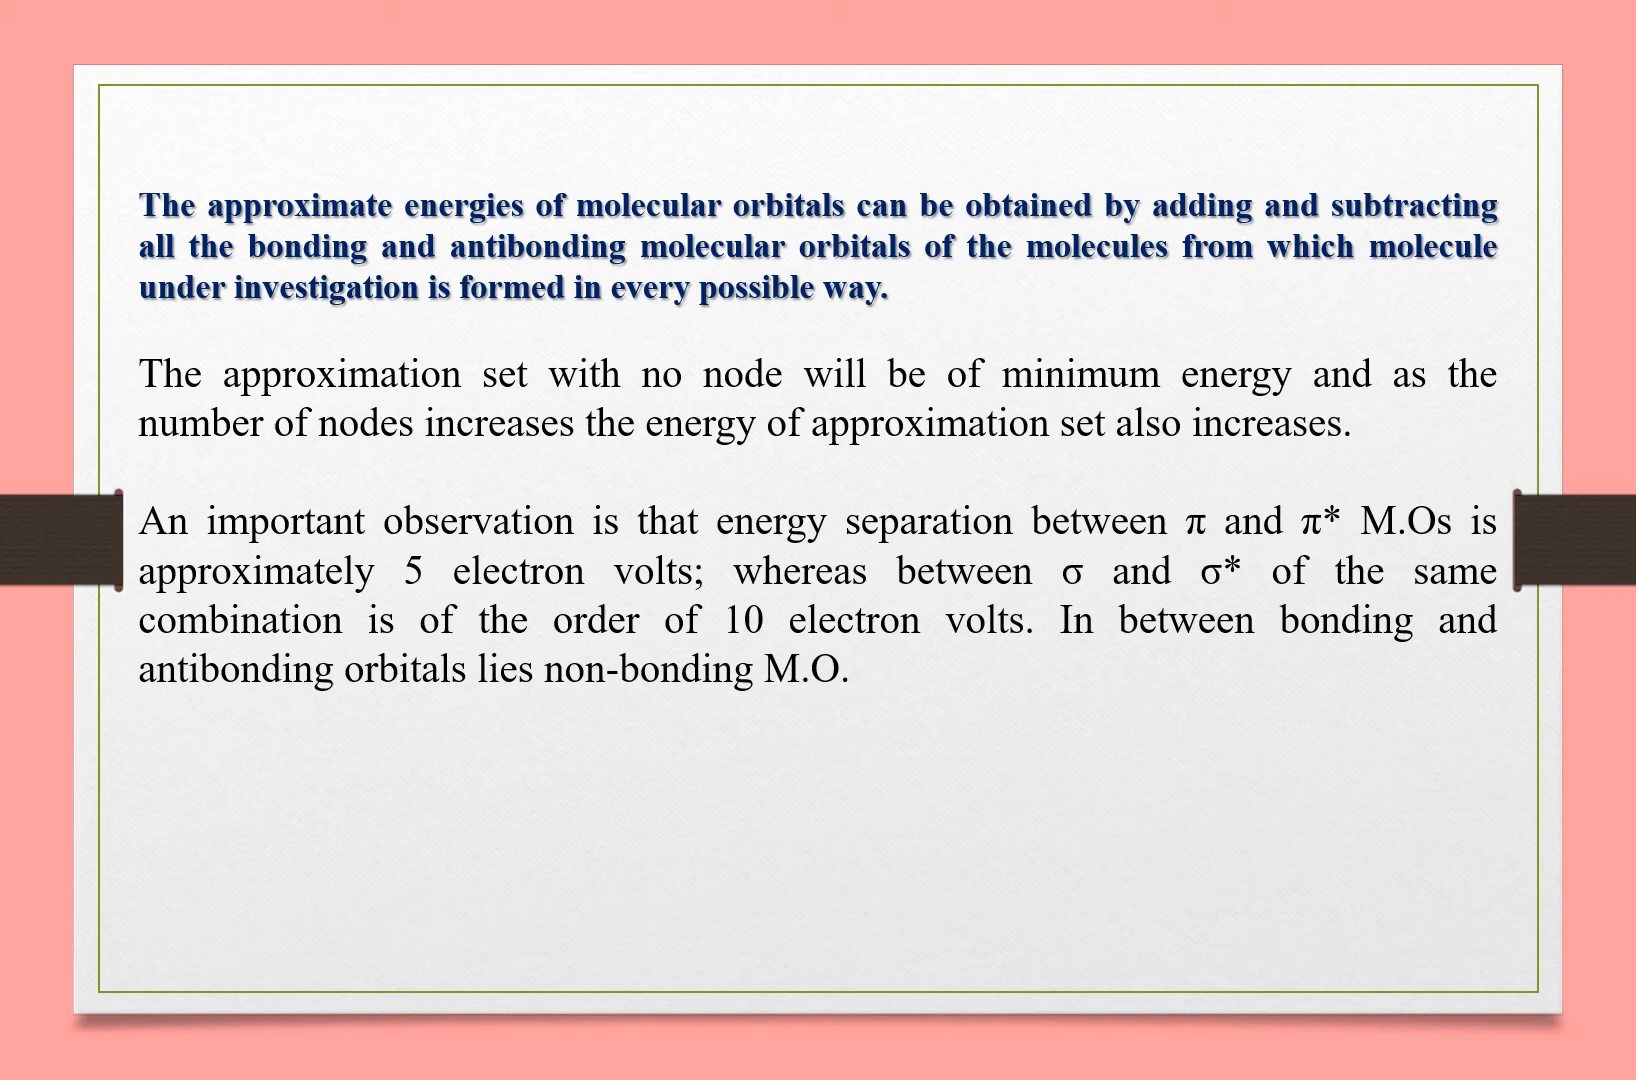 The approximate energies of molecular orbitals can be obtained by adding and subtracting
all the bonding and antibonding molecular orbitals of the molecules from which molecule
under investigation is formed in every possible way.
The approximation set with no node will be of minimum energy and as the
number of nodes increases the energy of approximation set also increases.
An important observation is that energy separation between π and π* M.Os is
approximately 5 electron volts; whereas between σ and σ* of the same
combination is of the order of 10 electron volts. In between bonding and
antibonding orbitals lies non-bonding M.O.